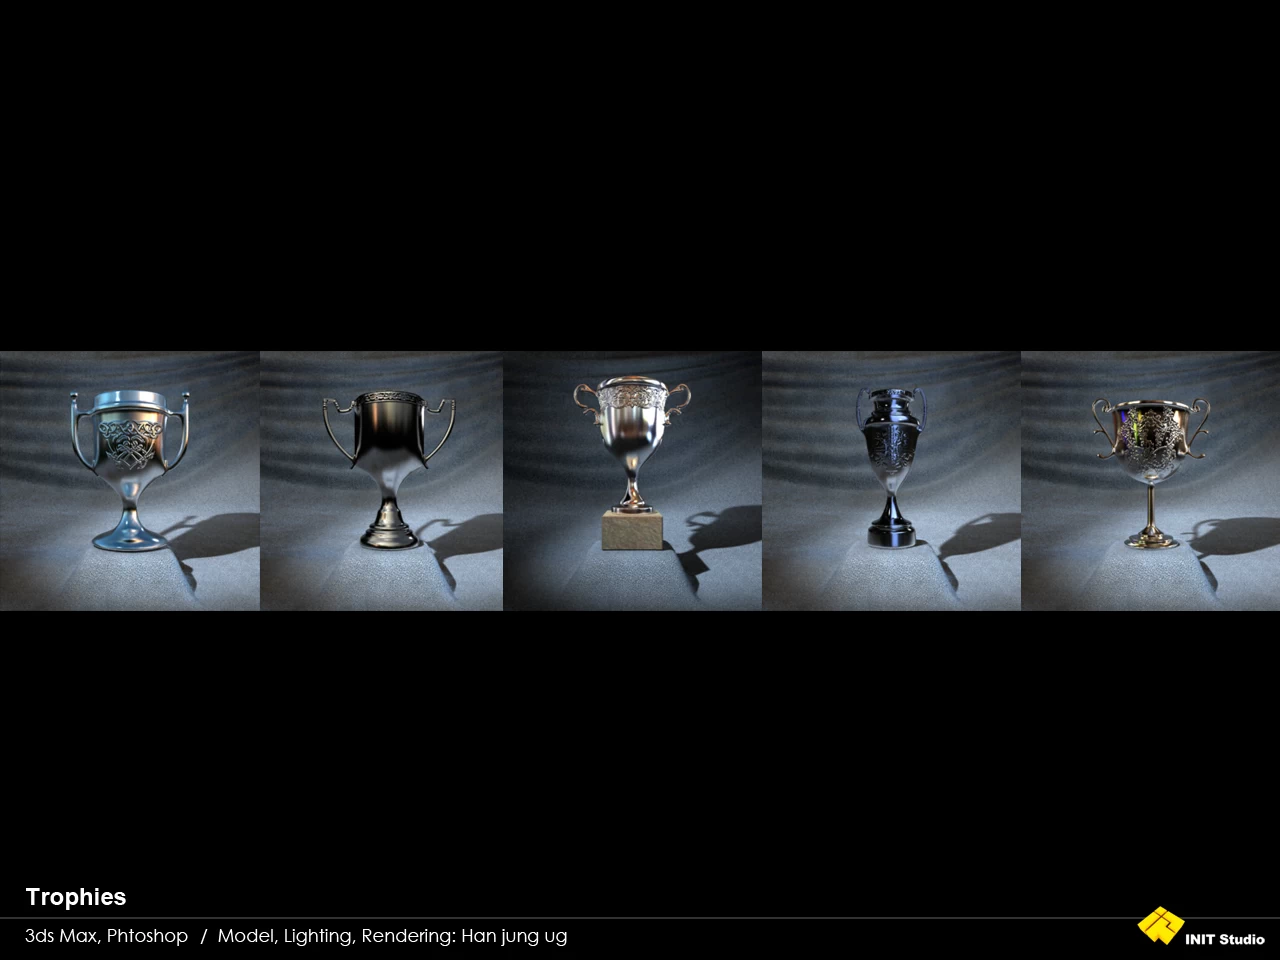 Trophies
3ds Max, Phtoshop / Model, Lighting, Rendering: Han jung ug
INIT Studio